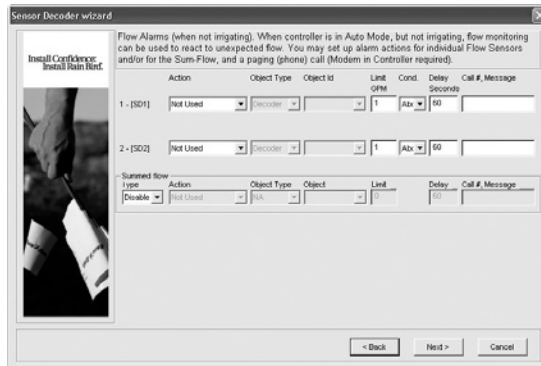 Sensor Decoder wizard
Install Confidence.
Install Rain Bird.
Flow Alarms (when not irrigating). When controller is in Auto Mode, but not irrigating, flow monitoring
can be used to react to unexpected flow. You may set up alarm actions for individual Flow Sensors
and/or for the Sum-Flow, and a paging (phone) call (Modem in Controller required).
Action Object Type Object Id Limit GPM Cond. Delay Seconds Call #, Message
1 - [SD1] Not Used Decoder 1 60
2 - [SD2] Not Used Decoder 1 60
Summed flow
Type Action Object Type Object Limit Delay Call #, Message
Disable Not Used NA 0 60
< Back Next > Cancel